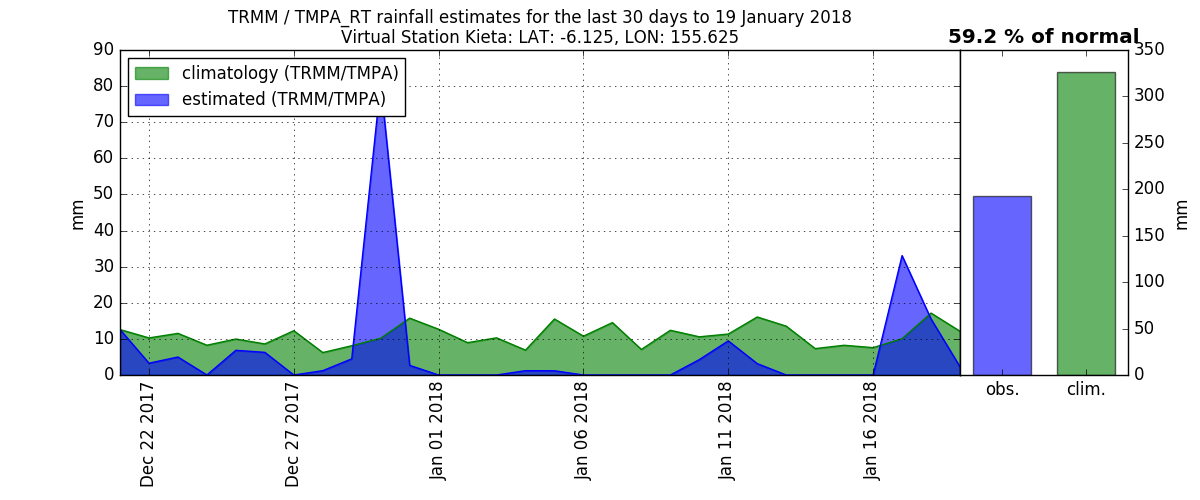 TRMM / TMPA_RT rainfall estimates for the last 30 days to 19 January 2018
Virtual Station Kieta: LAT: -6.125, LON: 155.625
59.2 % of normal
climatology (TRMM/TMPA)
estimated (TRMM/TMPA)
mm
90
80
70
60
50
40
30
20
10
0
Dec 22 2017
Dec 27 2017
Jan 01 2018
Jan 06 2018
Jan 11 2018
Jan 16 2018
350
300
250
200
150
100
50
0
mm
obs.
clim.